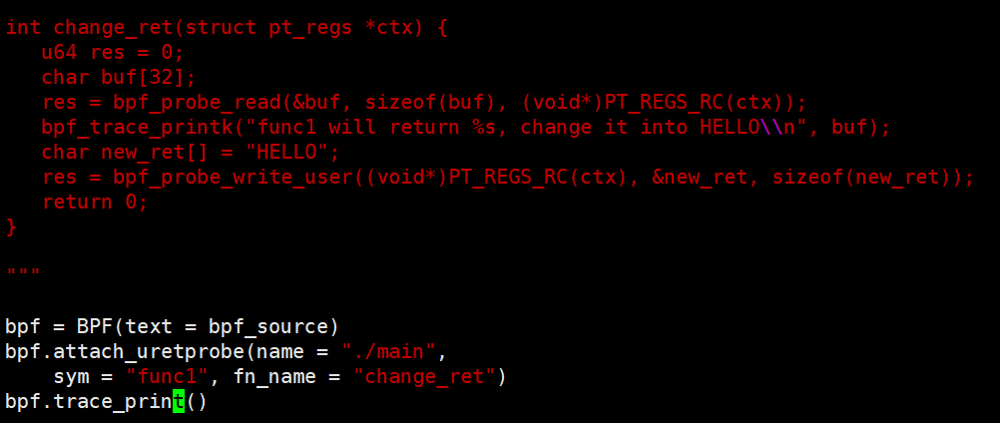 int change_ret(struct pt_regs *ctx) {
   u64 res = 0;
   char buf[32];
   res = bpf_probe_read(&buf, sizeof(buf), (void*)PT_REGS_RC(ctx));
   bpf_trace_printk("func1 will return %s, change it into HELLO\\n", buf);
   char new_ret[] = "HELLO";
   res = bpf_probe_write_user((void*)PT_REGS_RC(ctx), &new_ret, sizeof(new_ret));
   return 0;
}
"""
bpf = BPF(text = bpf_source)
bpf.attach_uretprobe(name = "./main",
    sym = "func1", fn_name = "change_ret")
bpf.trace_print()